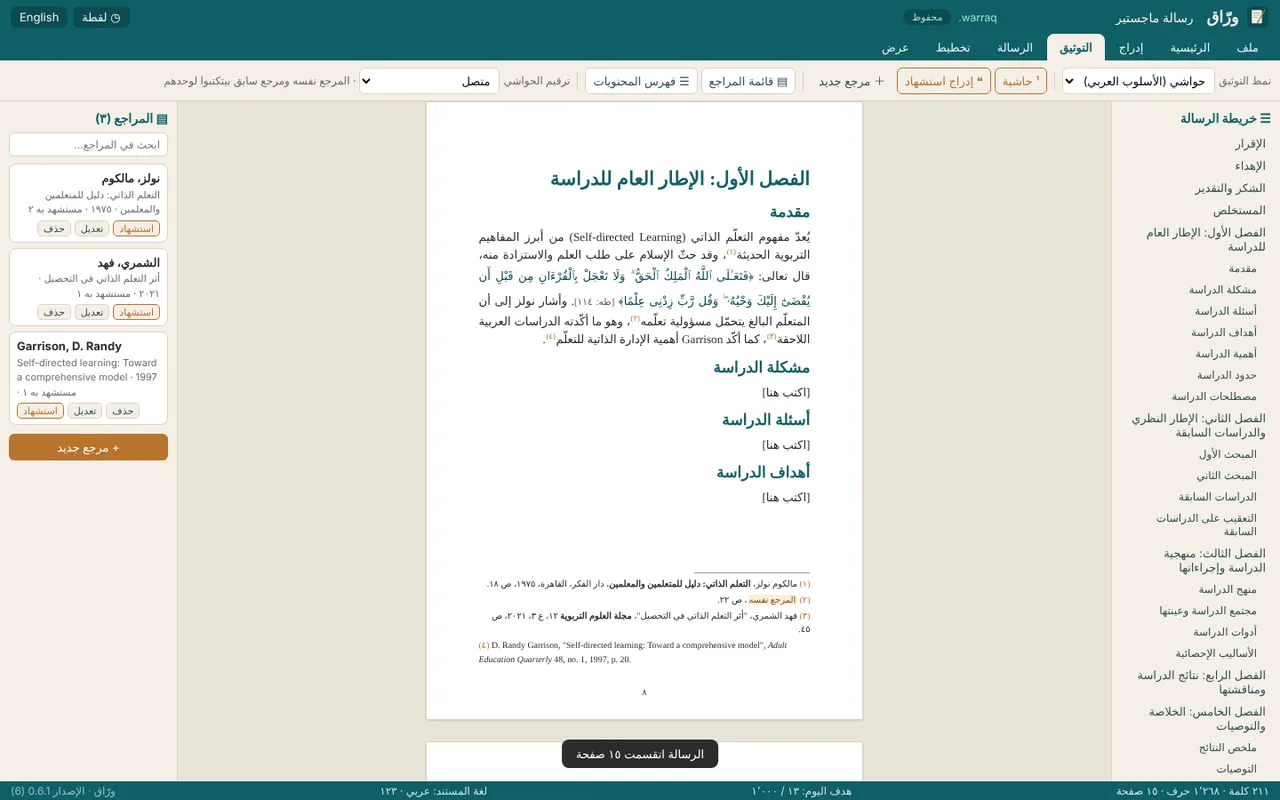 ورّاق
رسالة ماجستير
.warraq
محفوظ
◷ لقطة
English
ملف
الرئيسية
إدراج
التوثيق
الرسالة
تخطيط
عرض
نمط التوثيق
حواشي (الأسلوب العربي)
¹ حاشية
❝ إدراج استشهاد
+ مرجع جديد
▤ قائمة المراجع
☰ فهرس المحتويات
ترقيم الحواشي
متصل
· المرجع نفسه ومرجع سابق بيتكتبوا لوحدهم
☰ خريطة الرسالة
الإقرار
الإهداء
الشكر والتقدير
المستخلص
الفصل الأول: الإطار العام
للدراسة
مقدمة
مشكلة الدراسة
أسئلة الدراسة
أهداف الدراسة
أهمية الدراسة
حدود الدراسة
مصطلحات الدراسة
الفصل الثاني: الإطار النظري
والدراسات السابقة
المبحث الأول
المبحث الثاني
الدراسات السابقة
التعقيب على الدراسات
السابقة
الفصل الثالث: منهجية
الدراسة وإجراءاتها
منهج الدراسة
مجتمع الدراسة وعينتها
أدوات الدراسة
الأساليب الإحصائية
الفصل الرابع: نتائج الدراسة
ومناقشتها
الفصل الخامس: الخلاصة
والتوصيات
ملخص النتائج
التوصيات
الفصل الأول: الإطار العام للدراسة
مقدمة
يُعدّ مفهوم التعلّم الذاتي (Self-directed Learning) من أبرز المفاهيم
التربوية الحديثة(١)، وقد حثّ الإسلام على طلب العلم والاستزادة منه،
قال تعالى: ﴿فَتَعَـٰلَى ٱللَّهُ ٱلْمَلِكُ ٱلْحَقُّ ۗ وَلَا تَعْجَلْ بِٱلْقُرْءَانِ مِن قَبْلِ أَن
يُقْضَىٰٓ إِلَيْكَ وَحْيُهُۥ ۖ وَقُل رَّبِّ زِدْنِى عِلْمًا﴾ [طه: ١١٤]. وأشار نولز إلى أن
المتعلّم البالغ يتحمّل مسؤولية تعلّمه(٢)، وهو ما أكّدته الدراسات العربية
اللاحقة(٣)، كما أكّد Garrison أهمية الإدارة الذاتية للتعلّم(٤).
مشكلة الدراسة
[اكتب هنا]
أسئلة الدراسة
[اكتب هنا]
أهداف الدراسة
[اكتب هنا]
(١) مالكوم نولز، التعلم الذاتي: دليل للمتعلمين والمعلمين، دار الفكر، القاهرة، ١٩٧٥، ص ١٨.
(٢) المرجع نفسه، ص ٢٢.
(٣) فهد الشمري، "أثر التعلم الذاتي في التحصيل"، مجلة العلوم التربوية ١٢، ع ٣، ٢٠٢١، ص
٤٥.
(٤) D. Randy Garrison, "Self-directed learning: Toward a comprehensive model", Adult
Education Quarterly 48, no. 1, 1997, p. 20.
٨
الرسالة اتقسمت ١٥ صفحة
▤ المراجع (٣)
ابحث في المراجع...
نولز، مالكوم
التعلم الذاتي: دليل للمتعلمين
والمعلمين · ١٩٧٥ · مستشهد به ٢
استشهاد
تعديل
حذف
الشمري، فهد
أثر التعلم الذاتي في التحصيل ·
٢٠٢١ · مستشهد به ١
استشهاد
تعديل
حذف
Garrison, D. Randy
Self-directed learning: Toward
a comprehensive model · 1997
· مستشهد به ١
استشهاد
تعديل
حذف
+ مرجع جديد
٢١١ كلمة · ١٬٢٦٨ حرف · ١٥ صفحة
هدف اليوم: ١٣ / ١٬٠٠٠
لغة المستند: عربي · ١٢٣
ورّاق · الإصدار 0.6.1 (6)